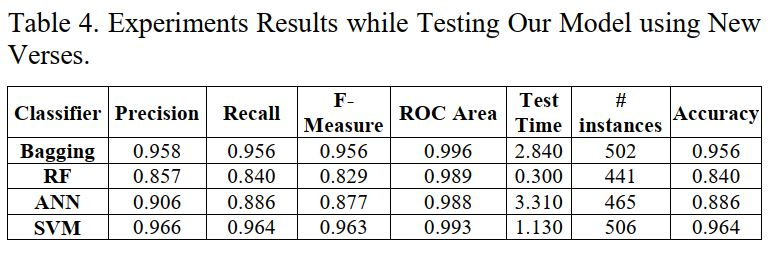 Table 4. Experiments Results while Testing Our Model using New
Verses.
Classifier Precision Recall F-Measure ROC Area Test Time # instances Accuracy
Bagging 0.958 0.956 0.956 0.996 2.840 502 0.956
RF 0.857 0.840 0.829 0.989 0.300 441 0.840
ANN 0.906 0.886 0.877 0.988 3.310 465 0.886
SVM 0.966 0.964 0.963 0.993 1.130 506 0.964